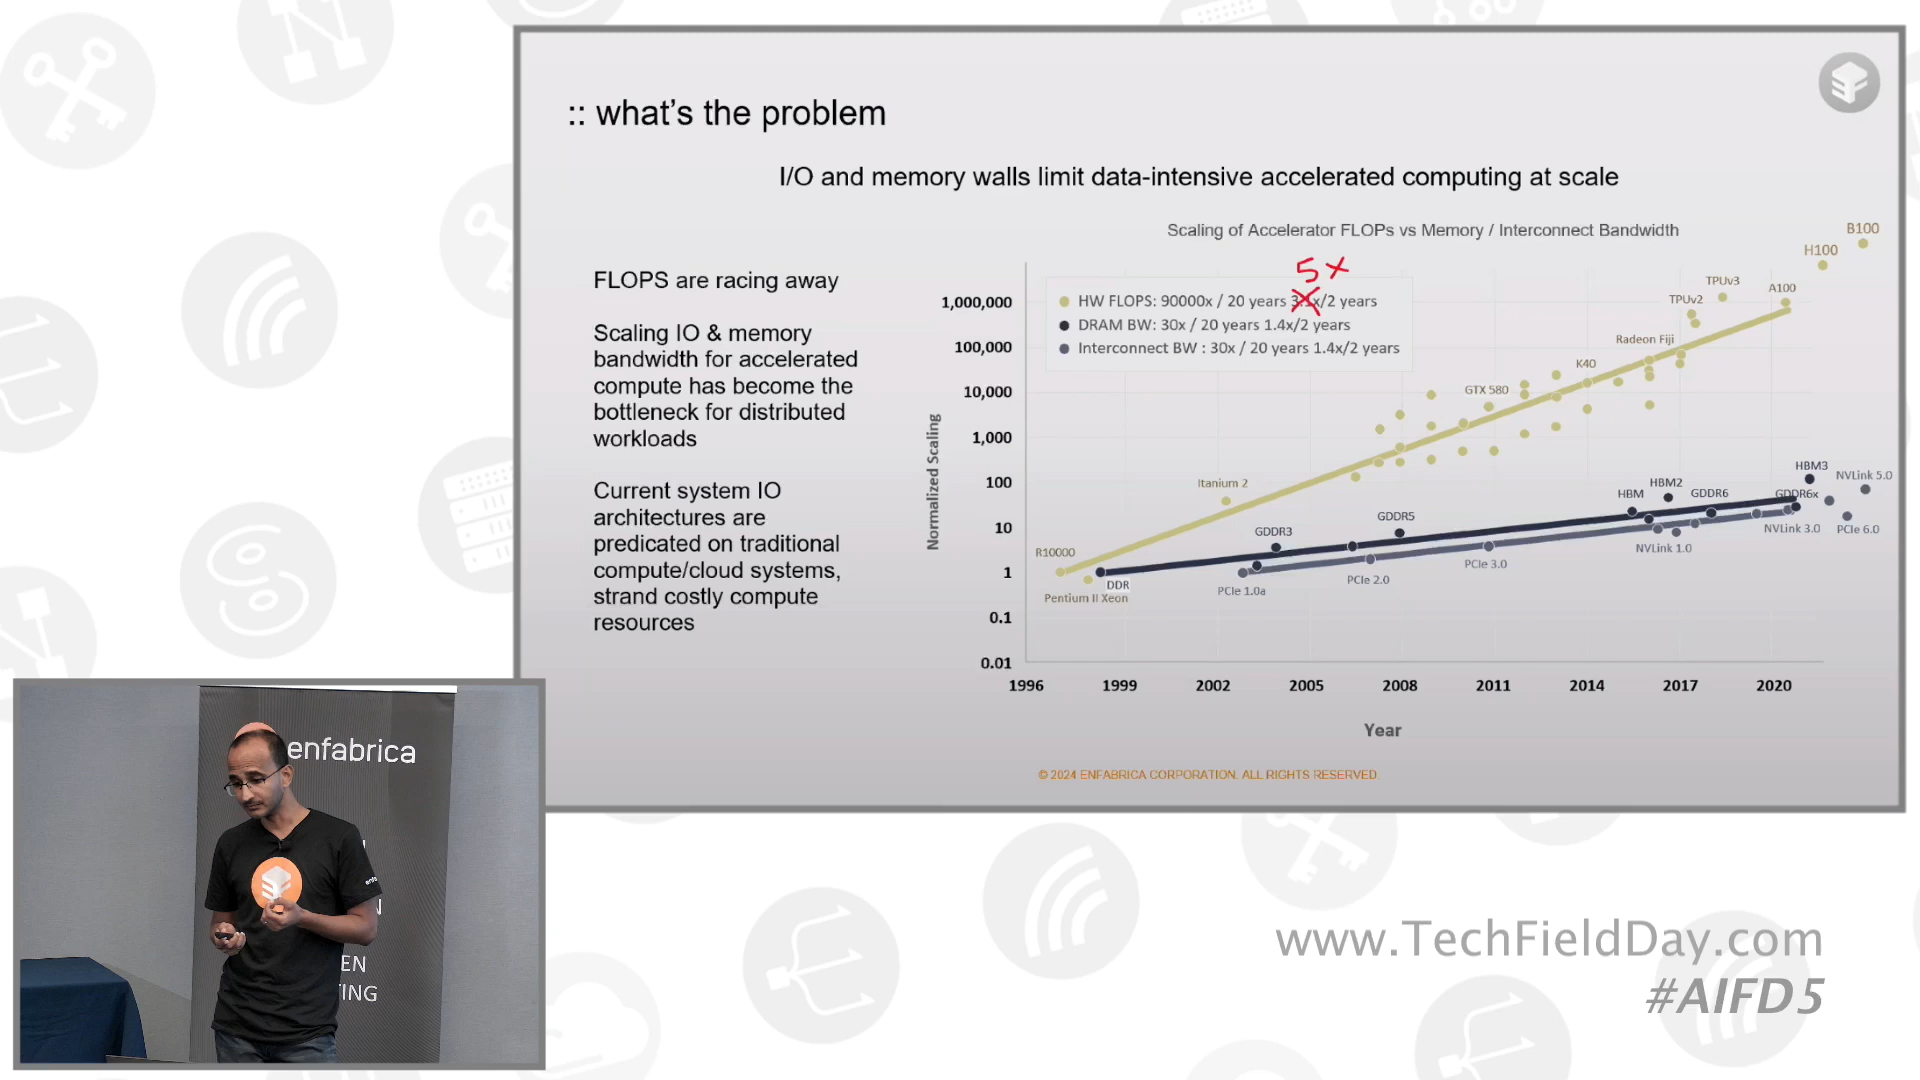 :: what's the problem
I/O and memory walls limit data-intensive accelerated computing at scale
FLOPS are racing away
Scaling IO & memory
bandwidth for accelerated
compute has become the
bottleneck for distributed
workloads
Current system IO
architectures are
predicated on traditional
compute/cloud systems,
strand costly compute
resources
Scaling of Accelerator FLOPs vs Memory / Interconnect Bandwidth
5x
HW FLOPS: 90000x / 20 years 3.1x/2 years
DRAM BW: 30x / 20 years 1.4x/2 years
Interconnect BW : 30x / 20 years 1.4x/2 years
Normalized Scaling
1,000,000
100,000
10,000
1,000
100
10
1
0.1
0.01
B100
H100
TPUv3
A100
TPUv2
Radeon Fiji
K40
GTX 580
Itanium 2
R10000
Pentium II Xeon
HBM3
NVLink 5.0
HBM2
HBM
GDDR6
GDDR6x
GDDR5
GDDR3
DDR
NVLink 3.0
PCIe 6.0
NVLink 1.0
PCIe 3.0
PCIe 2.0
PCIe 1.0a
1996 1999 2002 2005 2008 2011 2014 2017 2020
Year
© 2024 ENFABRICA CORPORATION. ALL RIGHTS RESERVED.
enfabrica
EN
TING
www.TechFieldDay.com
#AIFD5